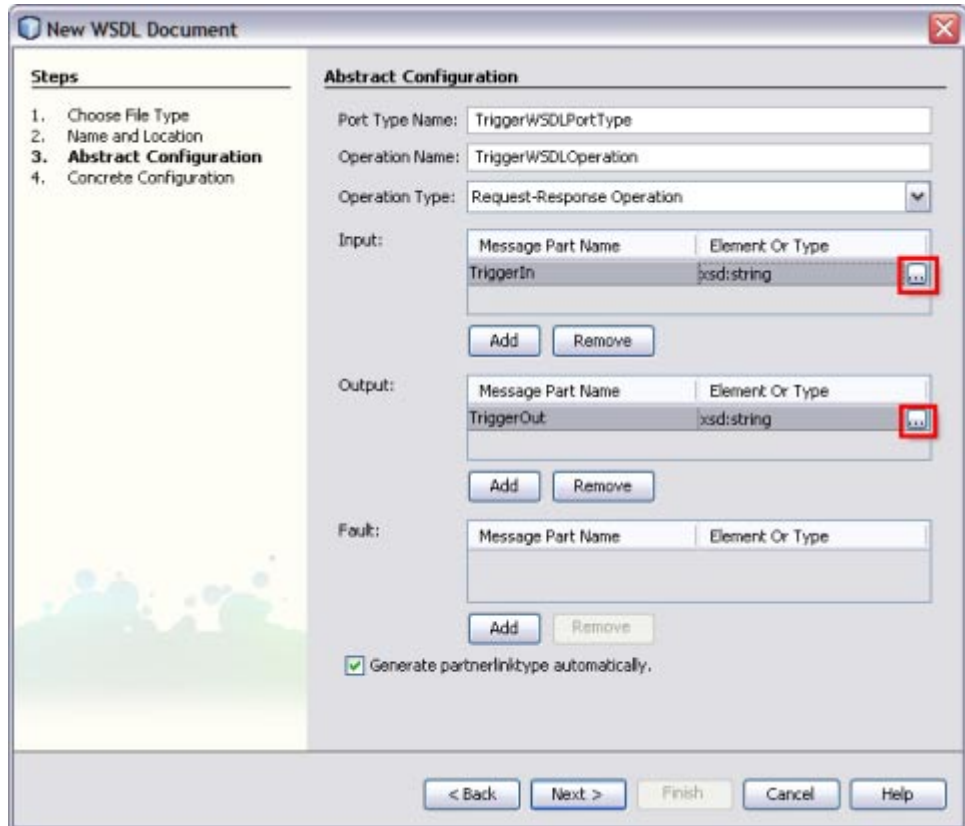 New WSDL Document
Steps
1. Choose File Type
2. Name and Location
3. Abstract Configuration
4. Concrete Configuration
Abstract Configuration
Port Type Name: TriggerWSDLPortType
Operation Name: TriggerWSDLOperation
Operation Type: Request-Response Operation
Input:
Message Part Name Element Or Type
TriggerIn xsd:string ...
Add Remove
Output:
Message Part Name Element Or Type
TriggerOut xsd:string ...
Add Remove
Fault:
Message Part Name Element Or Type
Add Remove
Generate partnerlinktype automatically.
< Back Next > Finish Cancel Help